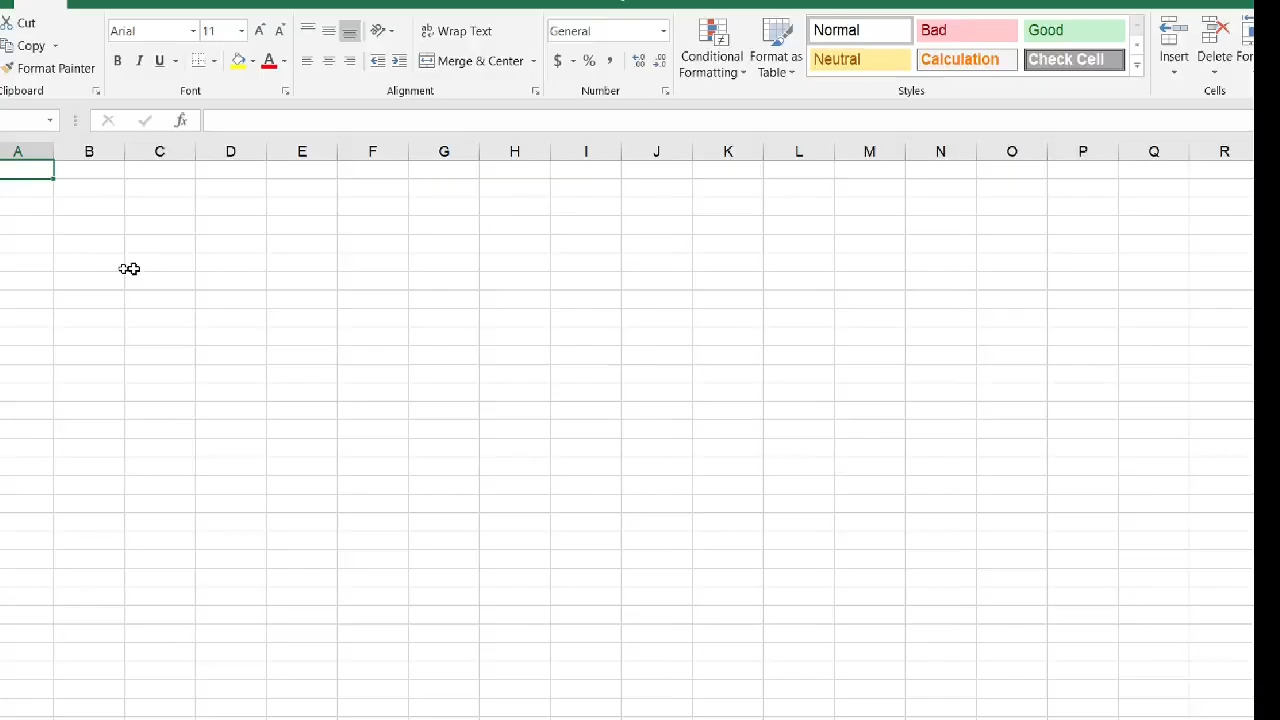 Cut
Copy
Format Painter
Clipboard
Arial 11
B I U
Font
Wrap Text
Merge & Center
Alignment
General
$ % ,
Number
Conditional Formatting
Format as Table
Normal Bad Good
Neutral Calculation Check Cell
Styles
Insert Delete For
Cells
fx
A B C D E F G H I J K L M N O P Q R